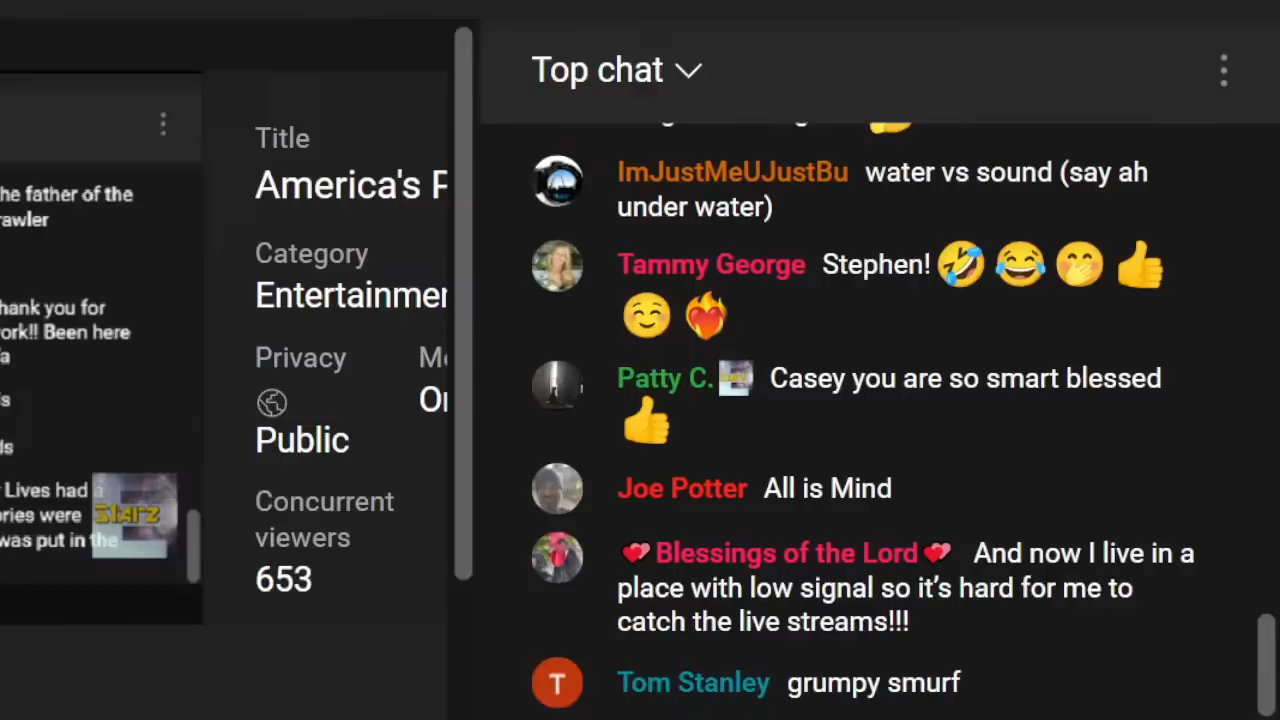 he father of the
rawler
hank you for
ork!! Been here
a
s
ds
Lives had a
ories were
was put in the
STARZ
Title
America's P
Category
Entertainmen
Privacy
Me
On
Public
Concurrent
viewers
653
Top chat
ImJustMeUJustBu water vs sound (say ah
under water)
Tammy George Stephen! 🤣 😂 🤭 👍
☺️ ❤️‍🔥
Patty C. Casey you are so smart blessed
👍
Joe Potter All is Mind
💕Blessings of the Lord💕 And now I live in a
place with low signal so it’s hard for me to
catch the live streams!!!
T
Tom Stanley grumpy smurf